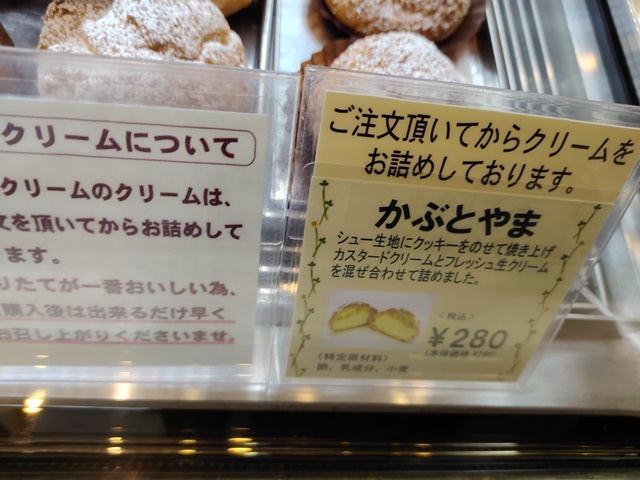 クリームについて
クリームのクリームは、
文を頂いてからお詰めして
ます。
りたてが一番おいしい為、
購入後は出来るだけ早く
召し上がりくださいませ。
ご注文頂いてからクリームを
お詰めしております。
かぶとやま
シュー生地にクッキーをのせて焼き上げ
カスタードクリームとフレッシュ生クリーム
を混ぜ合わせて詰めました。
〈税込〉
¥280
(本体価格
〈特定原材料〉
卵、乳成分、小麦